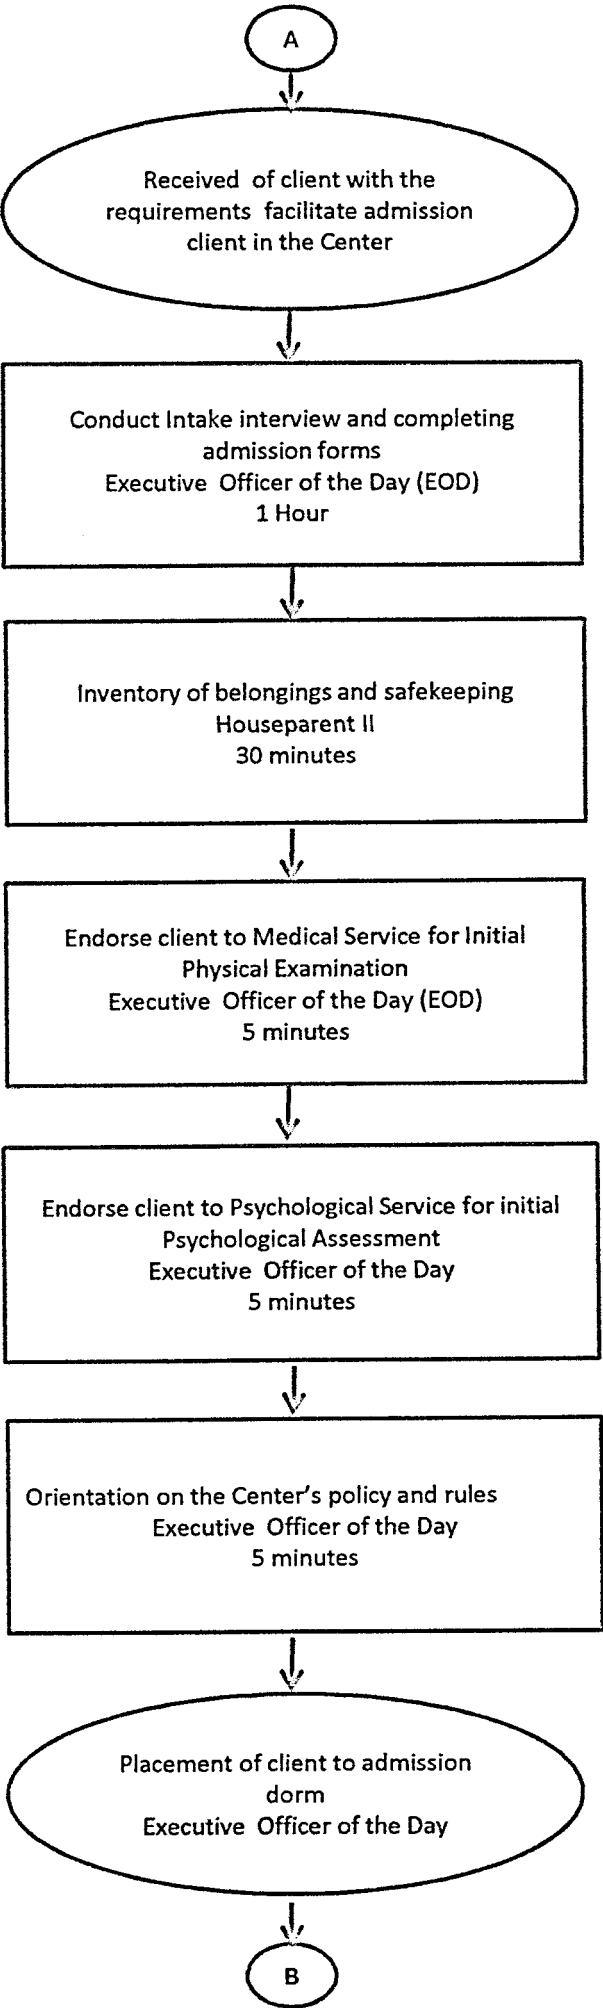 A
Received of client with the
requirements facilitate admission
client in the Center
Conduct Intake interview and completing
admission forms
Executive Officer of the Day (EOD)
1 Hour
Inventory of belongings and safekeeping
Houseparent II
30 minutes
Endorse client to Medical Service for Initial
Physical Examination
Executive Officer of the Day (EOD)
5 minutes
Endorse client to Psychological Service for initial
Psychological Assessment
Executive Officer of the Day
5 minutes
Orientation on the Center's policy and rules
Executive Officer of the Day
5 minutes
Placement of client to admission
dorm
Executive Officer of the Day
B